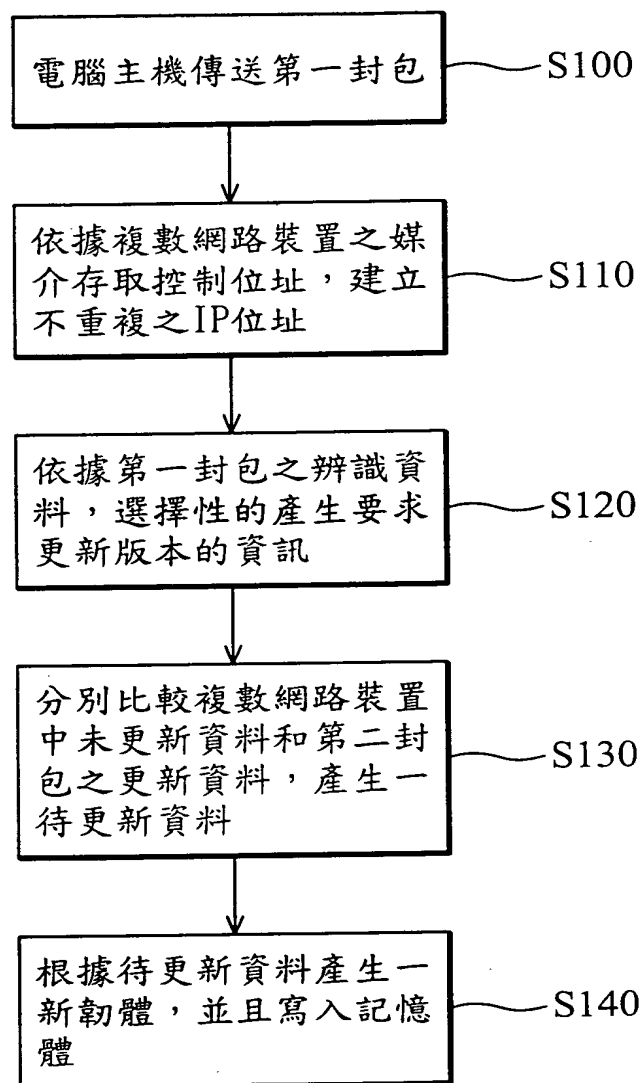 電腦主機傳送第一封包
S100
依據複數網路裝置之媒
介存取控制位址，建立
不重複之IP位址
S110
依據第一封包之辨識資
料，選擇性的產生要求
更新版本的資訊
S120
分別比較複數網路裝置
中未更新資料和第二封
包之更新資料，產生一
待更新資料
S130
根據待更新資料產生一
新韌體，並且寫入記憶
體
S140